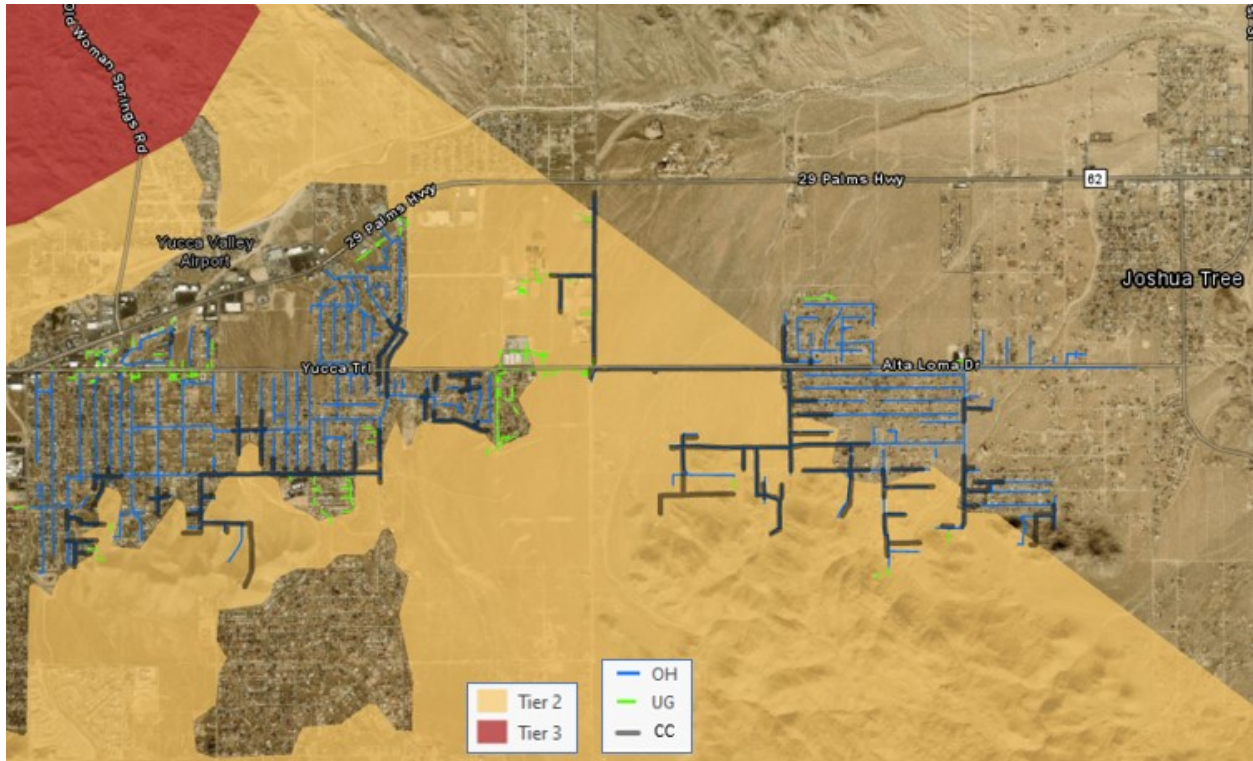 Old Woman Springs Rd
29 Palms Hwy
62
29 Palms Hwy
Yucca Valley
Airport
Joshua Tree
Yucca Trl
Alta Loma Dr
Tier 2
Tier 3
OH
UG
CC